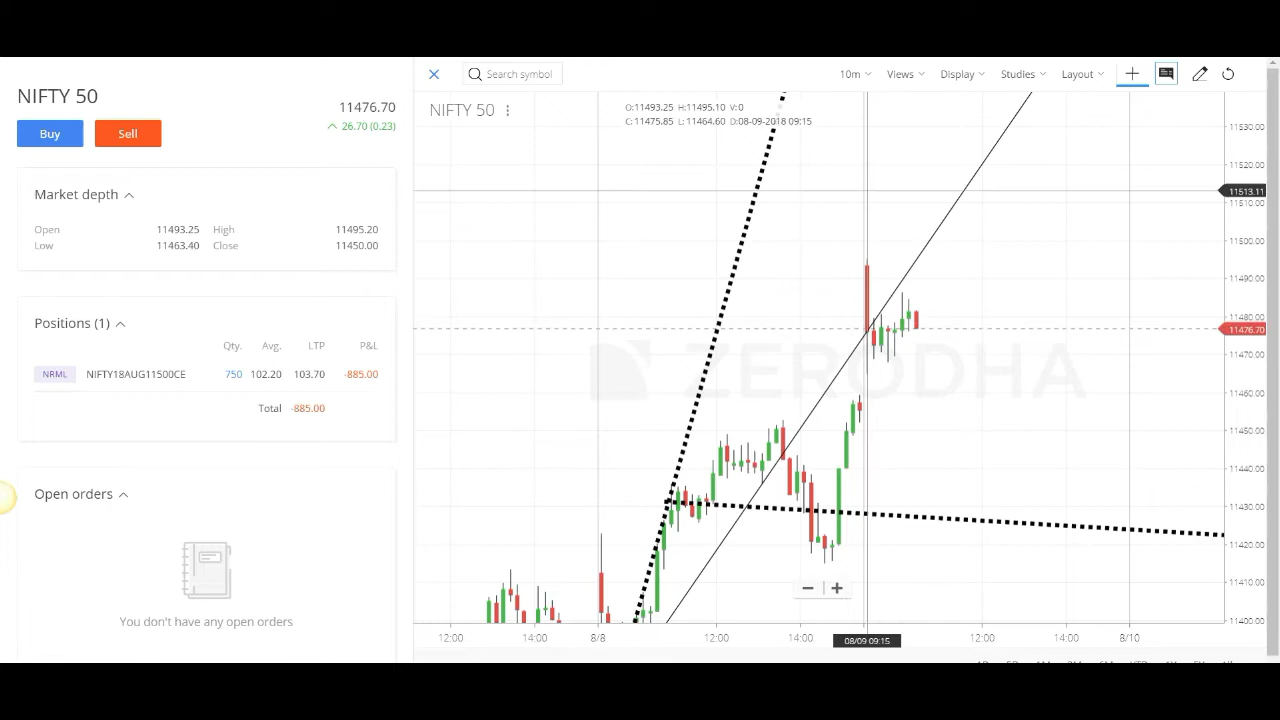 NIFTY 50
11476.70
26.70 (0.23)
Buy
Sell
Market depth
Open 11493.25 High 11495.20
Low 11463.40 Close 11450.00
Positions (1)
Qty. Avg. LTP P&L
NRML NIFTY18AUG11500CE 750 102.20 103.70 -885.00
Total -885.00
Open orders
You don't have any open orders
Search symbol
10m Views Display Studies Layout
NIFTY 50
O:11493.25 H:11495.10 V:0
C:11475.85 L:11464.60 D:08-09-2018 09:15
ZERODHA
11530.00
11520.00
11513.11
11510.00
11500.00
11490.00
11480.00
11476.70
11470.00
11460.00
11450.00
11440.00
11430.00
11420.00
11410.00
11400.00
12:00 14:00 8/8 12:00 14:00 08/09 09:15 12:00 14:00 8/10